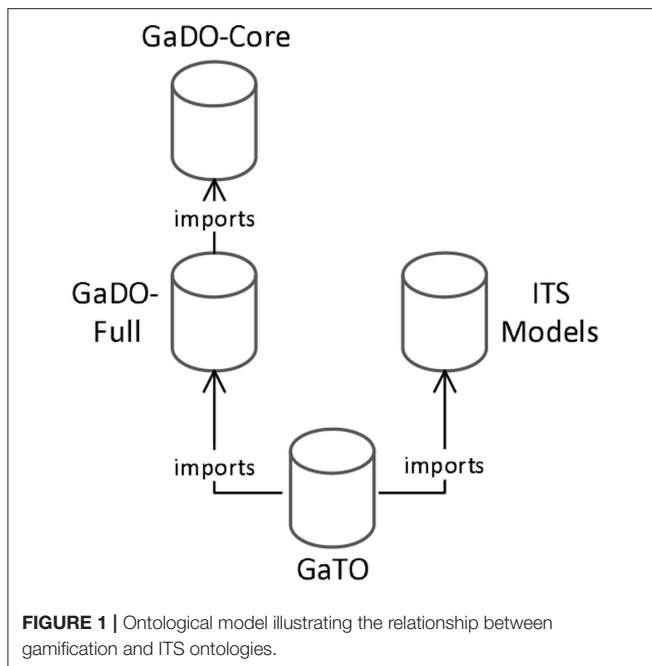 GaDO-Core
imports
GaDO-
Full
ITS
Models
imports
imports
GaTO
FIGURE 1 | Ontological model illustrating the relationship between
gamification and ITS ontologies.